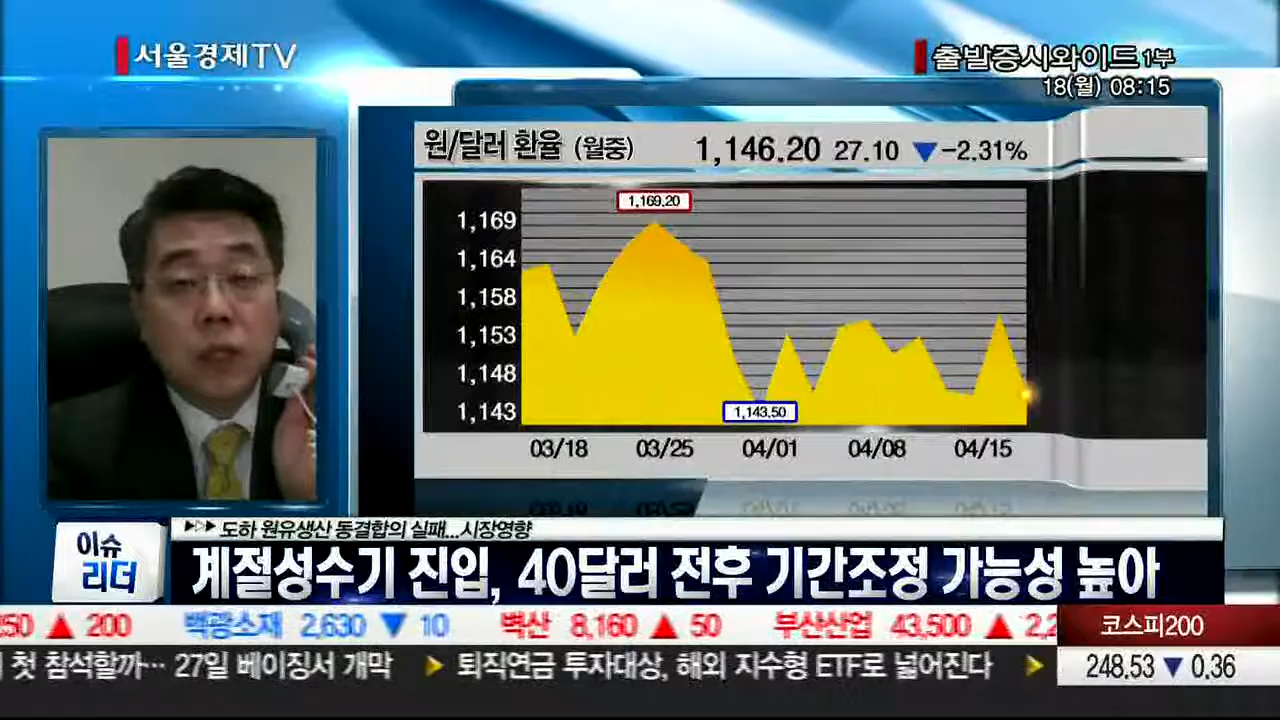 서울경제TV
출발증시와이드 1부
18(월) 08:15
원/달러 환율 (월중) 1,146.20 27.10 ▼-2.31%
1,169.20
1,169
1,164
1,158
1,153
1,148
1,143
1,143.50
03/18 03/25 04/01 04/08 04/15
이슈
리더
도하 원유생산 동결합의 실패...시장영향
계절성수기 진입, 40달러 전후 기간조정 가능성 높아
250 ▲ 200 백광소재 2,630 ▼ 10 벽산 8,160 ▲ 50 부산산업 43,500 ▲ 2,2
코스피200
첫 참석할까… 27일 베이징서 개막 ▶ 퇴직연금 투자대상, 해외 지수형 ETF로 넓어진다 ▶
248.53 ▼ 0.36